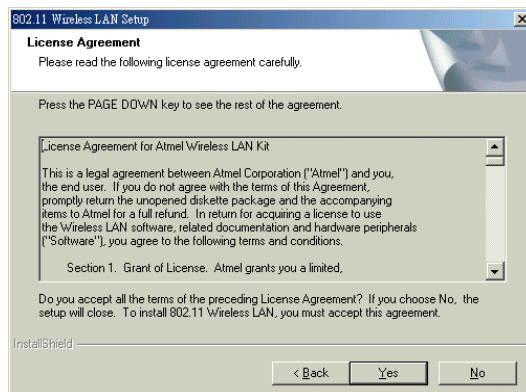 802.11 Wireless LAN Setup
License Agreement
Please read the following license agreement carefully.
Press the PAGE DOWN key to see the rest of the agreement.
License Agreement for Atmel Wireless LAN Kit
This is a legal agreement between Atmel Corporation ("Atmel") and you,
the end user. If you do not agree with the terms of this Agreement,
promptly return the unopened diskette package and the accompanying
items to Atmel for a full refund. In return for acquiring a license to use
the Wireless LAN software, related documentation and hardware peripherals
("Software"), you agree to the following terms and conditions.
Section 1. Grant of License. Atmel grants you a limited,
Do you accept all the terms of the preceding License Agreement? If you choose No, the
setup will close. To install 802.11 Wireless LAN, you must accept this agreement.
InstallShield
< Back Yes No